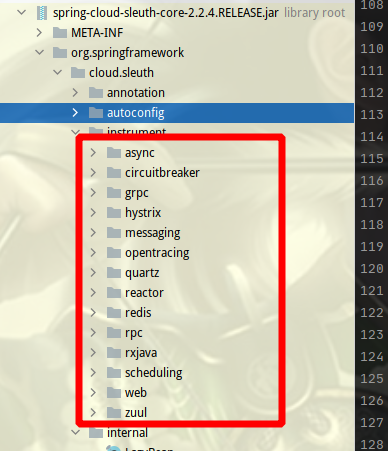 spring-cloud-sleuth-core-2.2.4.RELEASE.jar library root
META-INF
org.springframework
cloud.sleuth
annotation
autoconfig
instrument
async
circuitbreaker
grpc
hystrix
messaging
opentracing
quartz
reactor
redis
rpc
rxjava
scheduling
web
zuul
internal
LazyBean
108
109
110
111
112
113
114
115
116
117
118
119
120
121
122
123
124
125
126
127
128